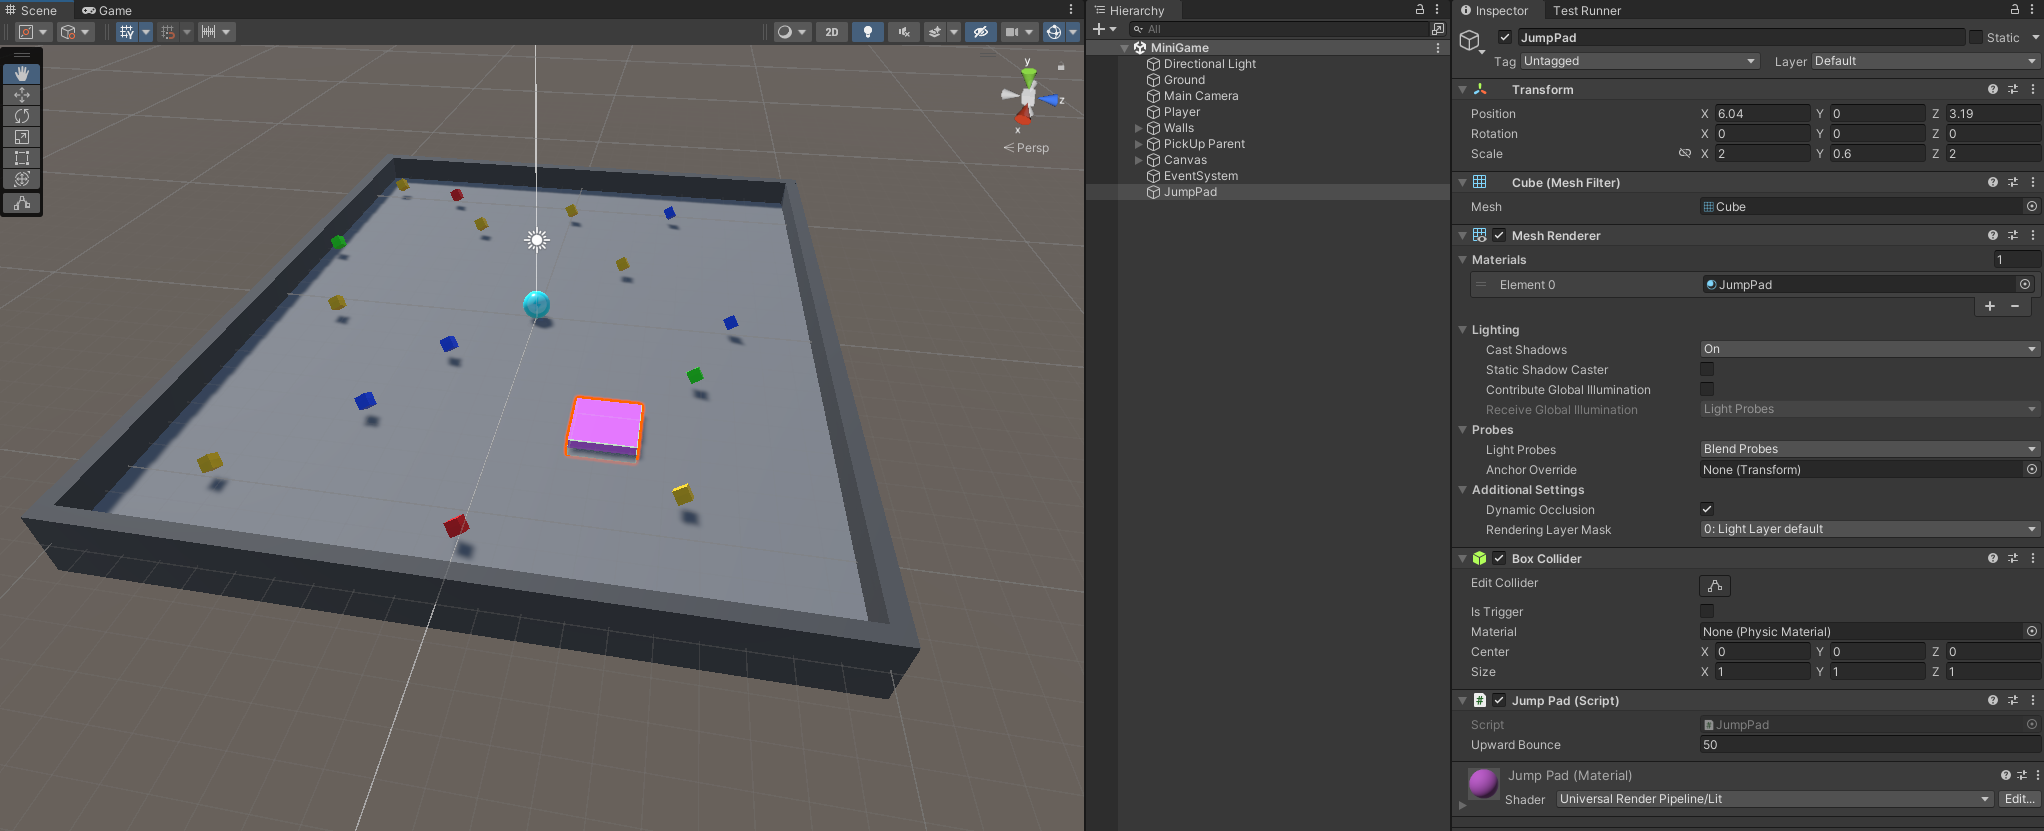 Scene
Game
2D
y
z
x
Persp
Hierarchy
All
MiniGame
Directional Light
Ground
Main Camera
Player
Walls
PickUp Parent
Canvas
EventSystem
JumpPad
Inspector
Test Runner
JumpPad
Static
Tag Untagged Layer Default
Transform
Position X 6.04 Y 0 Z 3.19
Rotation X 0 Y 0 Z 0
Scale X 2 Y 0.6 Z 2
Cube (Mesh Filter)
Mesh Cube
Mesh Renderer
Materials 1
Element 0 JumpPad
Lighting
Cast Shadows On
Static Shadow Caster
Contribute Global Illumination
Receive Global Illumination Light Probes
Probes
Light Probes Blend Probes
Anchor Override None (Transform)
Additional Settings
Dynamic Occlusion
Rendering Layer Mask 0: Light Layer default
Box Collider
Edit Collider
Is Trigger
Material None (Physic Material)
Center X 0 Y 0 Z 0
Size X 1 Y 1 Z 1
# Jump Pad (Script)
Script JumpPad
Upward Bounce 50
Jump Pad (Material)
Shader Universal Render Pipeline/Lit Edit...